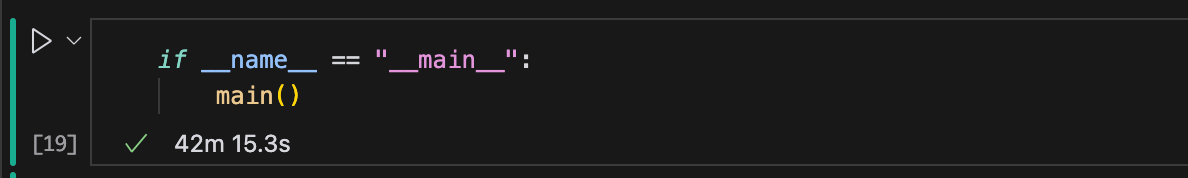 if __name__ == "__main__":
    main()
[19]
42m 15.3s